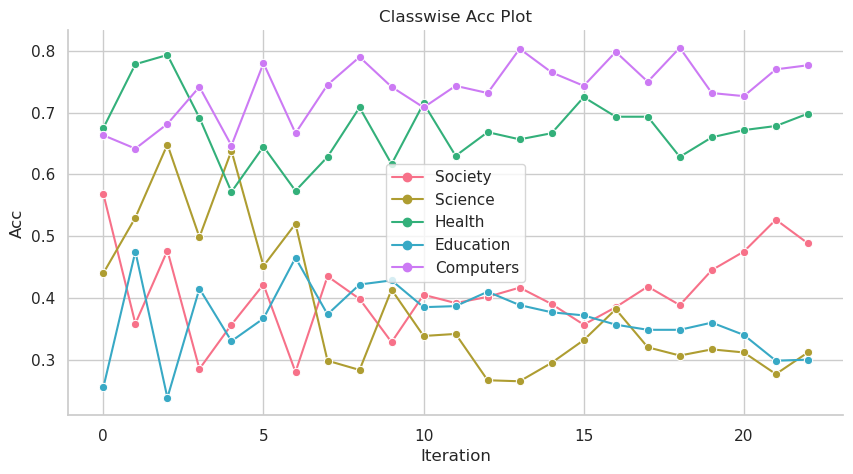 Classwise Acc Plot
Acc
0.8
0.7
0.6
0.5
0.4
0.3
Society
Science
Health
Education
Computers
0 5 10 15 20
Iteration